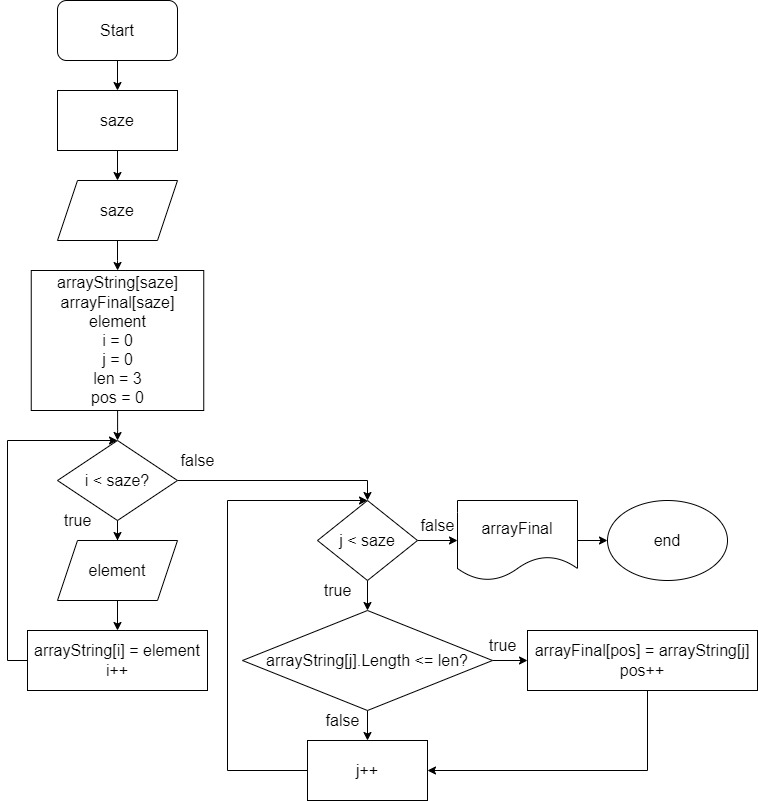 Start
saze
saze
arrayString[saze]
arrayFinal[saze]
element
i = 0
j = 0
len = 3
pos = 0
i < saze?
false
true
element
arrayString[i] = element
i++
j < saze
false
arrayFinal
end
true
arrayString[j].Length <= len?
true
arrayFinal[pos] = arrayString[j]
pos++
false
j++